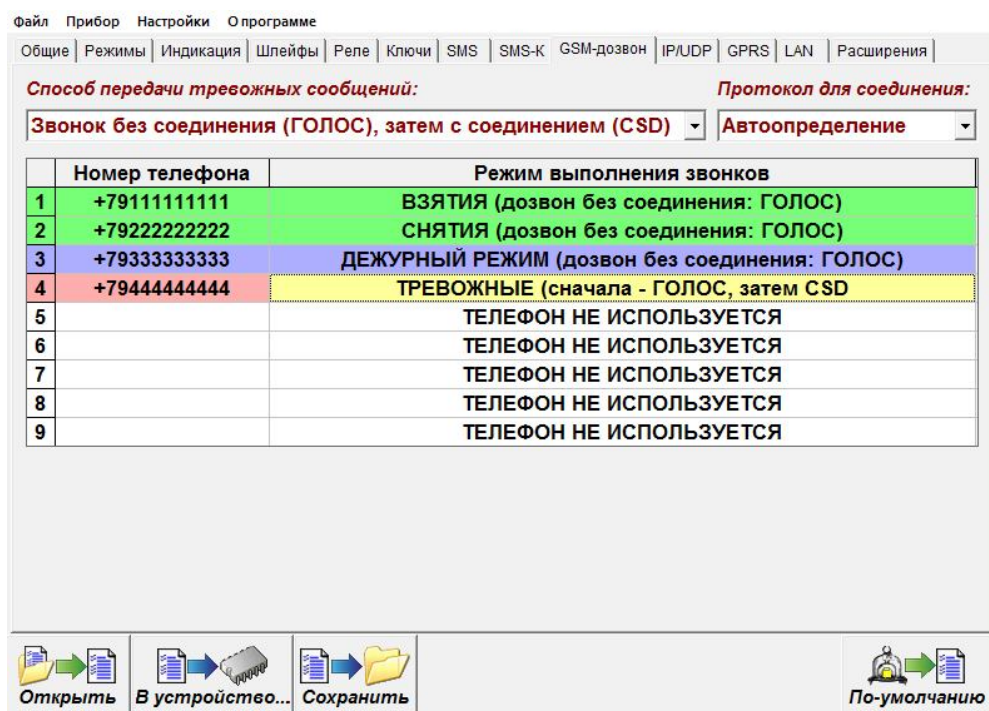 Файл Прибор Настройки О программе
Общие Режимы Индикация Шлейфы Реле Ключи SMS SMS-К GSM-дозвон IP/UDP GPRS LAN Расширения
Способ передачи тревожных сообщений: Протокол для соединения:
Звонок без соединения (ГОЛОС), затем с соединением (CSD) Автоопределение
Номер телефона Режим выполнения звонков
1 +79111111111 ВЗЯТИЯ (дозвон без соединения: ГОЛОС)
2 +79222222222 СНЯТИЯ (дозвон без соединения: ГОЛОС)
3 +79333333333 ДЕЖУРНЫЙ РЕЖИМ (дозвон без соединения: ГОЛОС)
4 +79444444444 ТРЕВОЖНЫЕ (сначала - ГОЛОС, затем CSD
5 ТЕЛЕФОН НЕ ИСПОЛЬЗУЕТСЯ
6 ТЕЛЕФОН НЕ ИСПОЛЬЗУЕТСЯ
7 ТЕЛЕФОН НЕ ИСПОЛЬЗУЕТСЯ
8 ТЕЛЕФОН НЕ ИСПОЛЬЗУЕТСЯ
9 ТЕЛЕФОН НЕ ИСПОЛЬЗУЕТСЯ
Открыть В устройство... Сохранить По-умолчанию